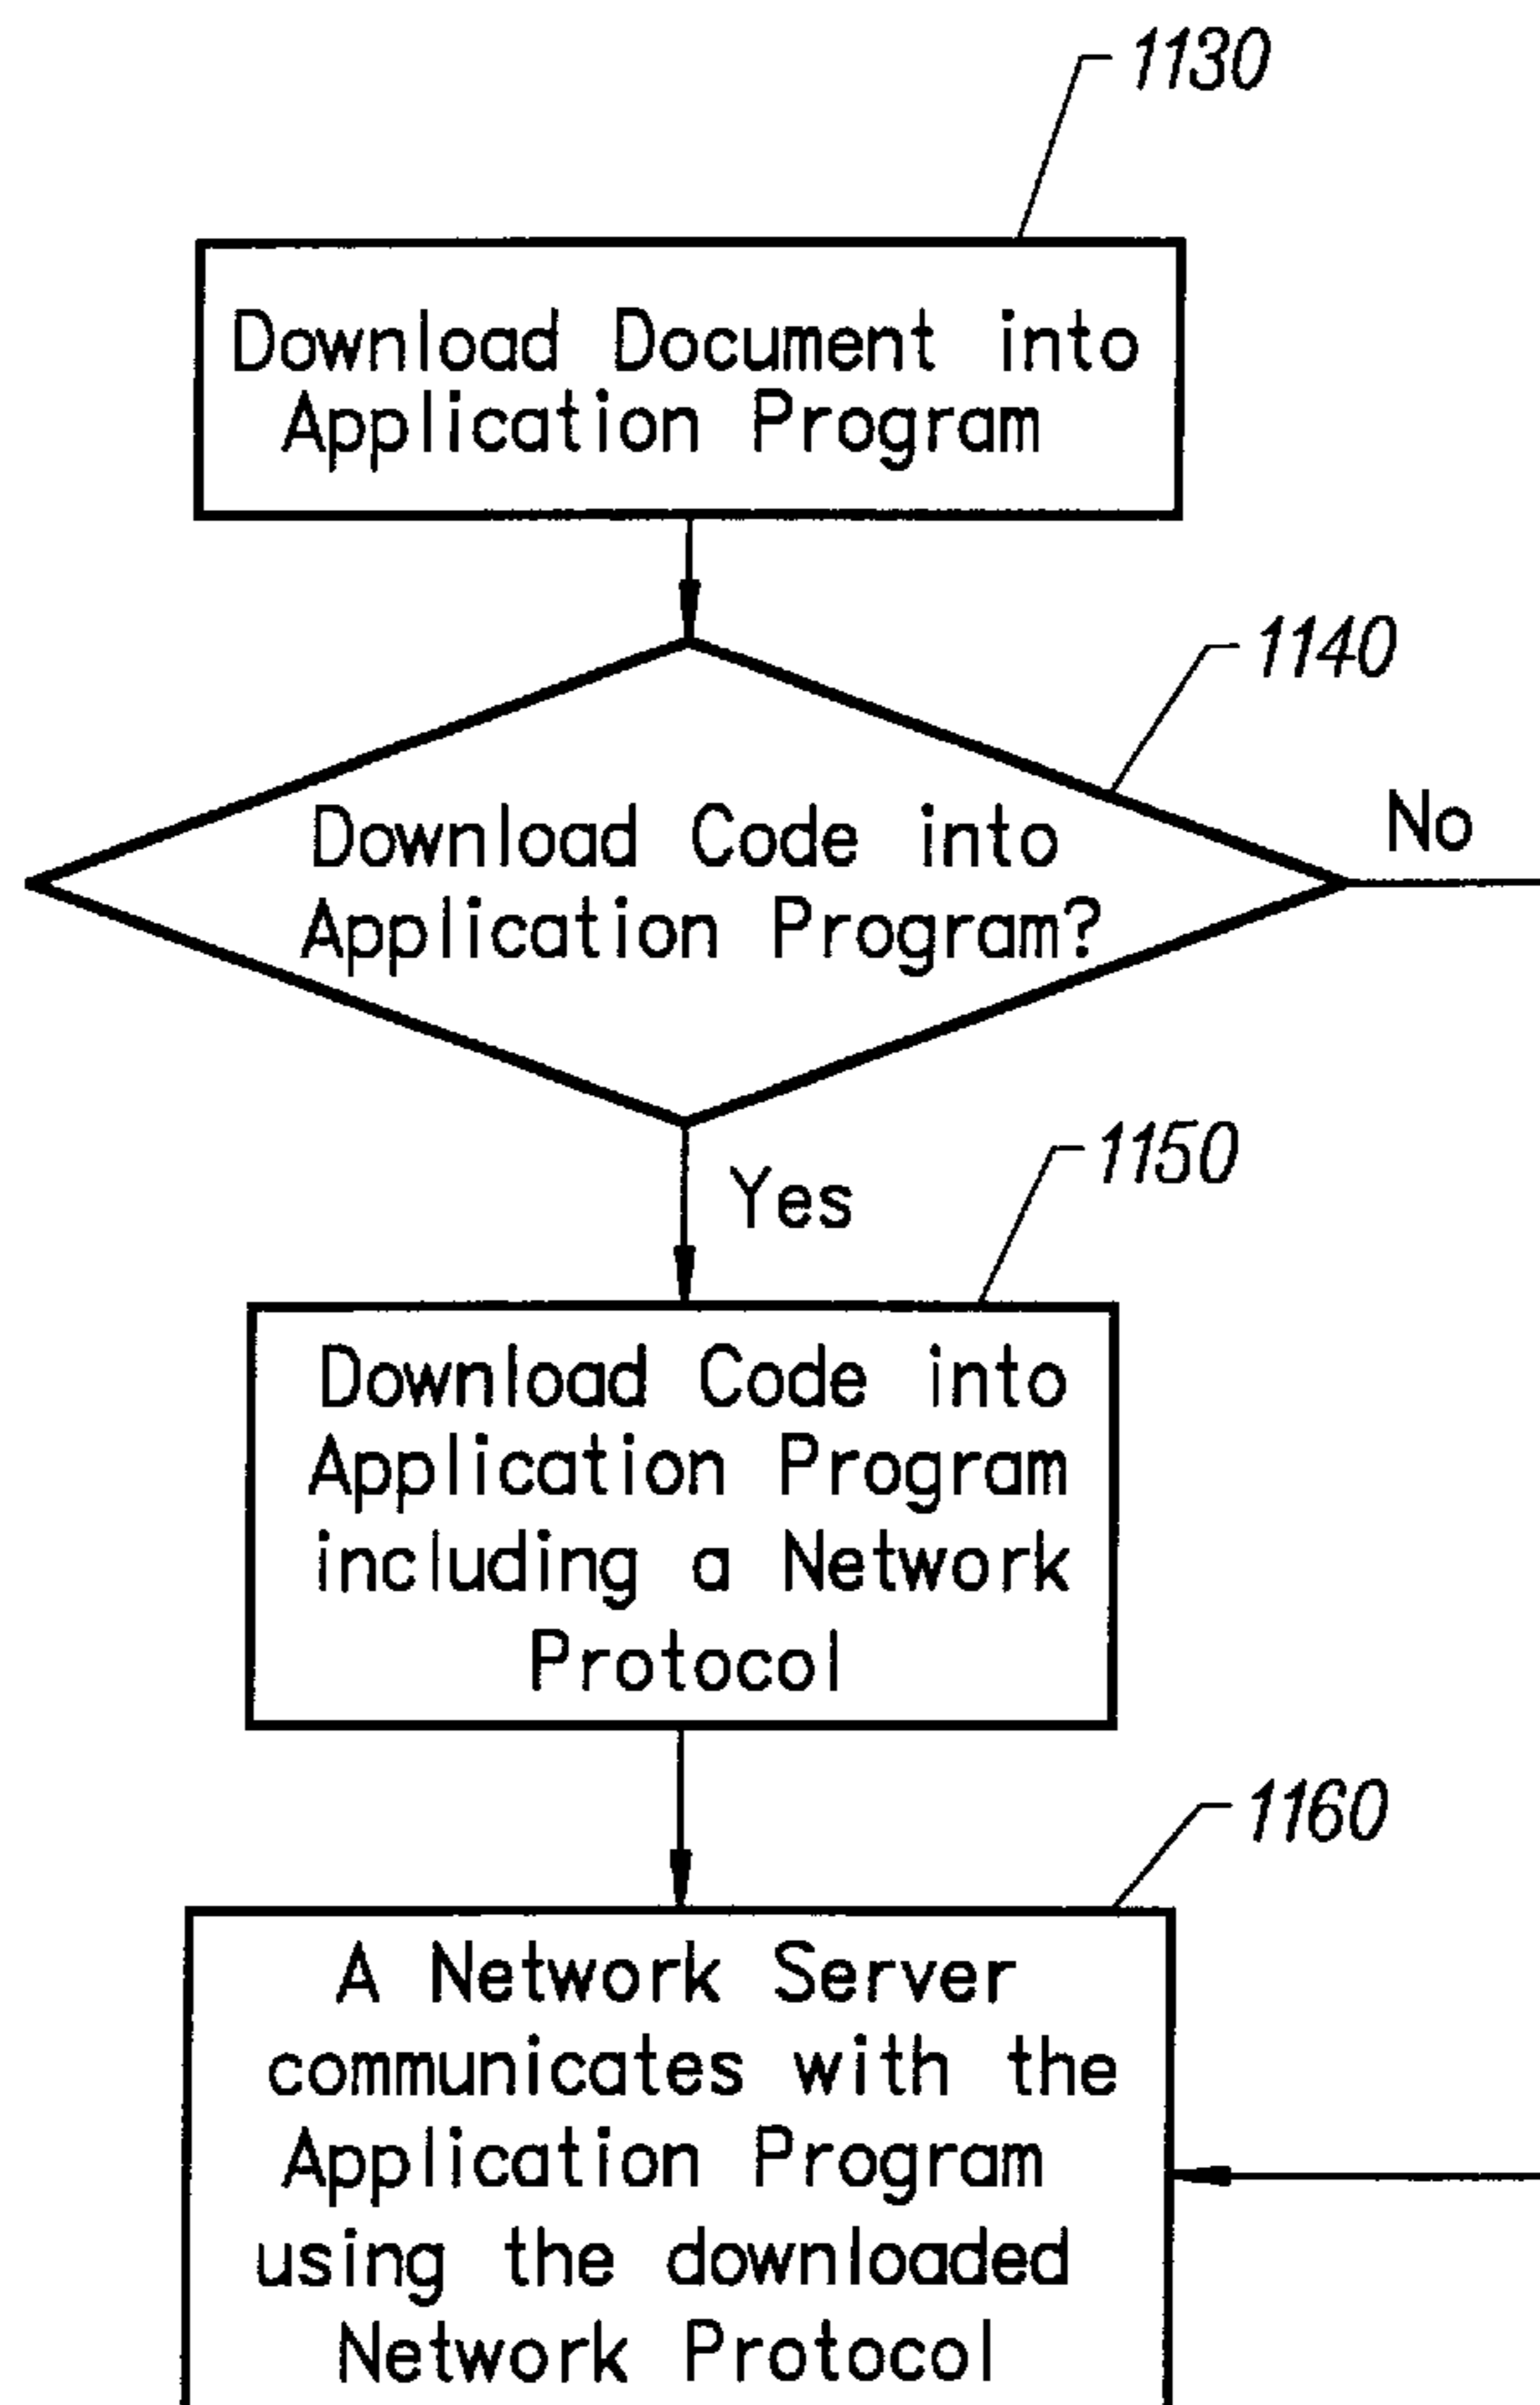 1130
Download Document into
Application Program
1140
No
Download Code into
Application Program?
1150
Yes
Download Code into
Application Program
including a Network
Protocol
1160
A Network Server
communicates with the
Application Program
using the downloaded
Network Protocol